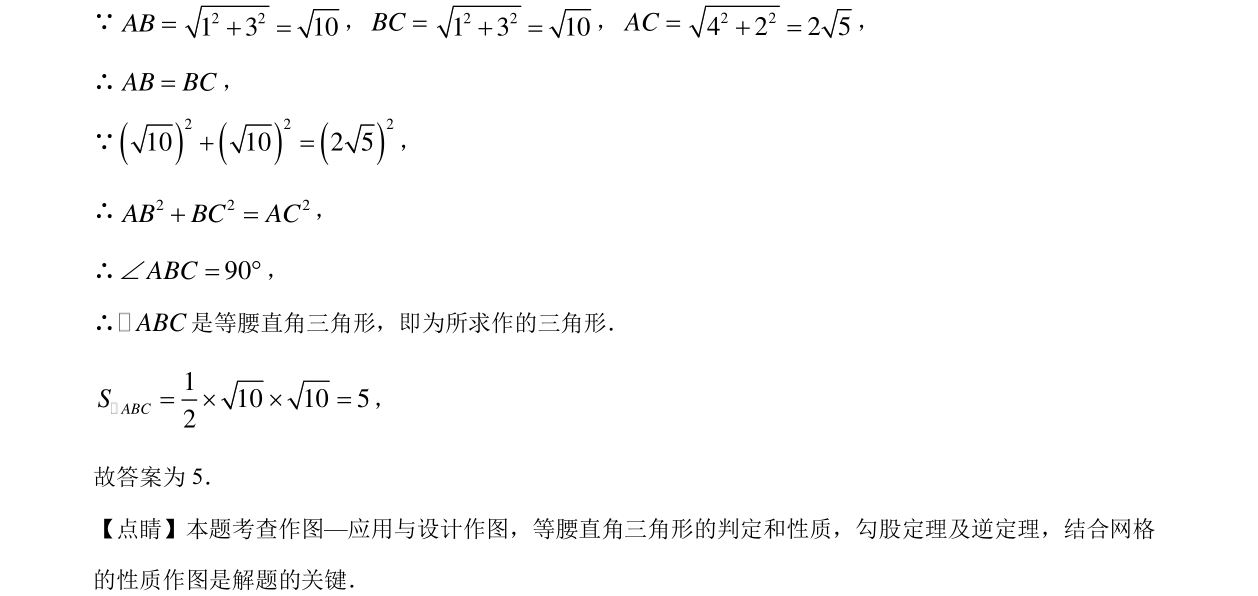 ∵ AB = √(1²+3²) = √10，BC = √(1²+3²) = √10，AC = √(4²+2²) = 2√5，
∴ AB = BC，
∵ (√10)² + (√10)² = (2√5)²，
∴ AB² + BC² = AC²，
∴ ∠ABC = 90°，
∴ □ABC 是等腰直角三角形，即为所求作的三角形．
S□ABC = 1/2 × √10 × √10 = 5，
故答案为 5．
【点睛】本题考查作图—应用与设计作图，等腰直角三角形的判定和性质，勾股定理及逆定理，结合网格
的性质作图是解题的关键．